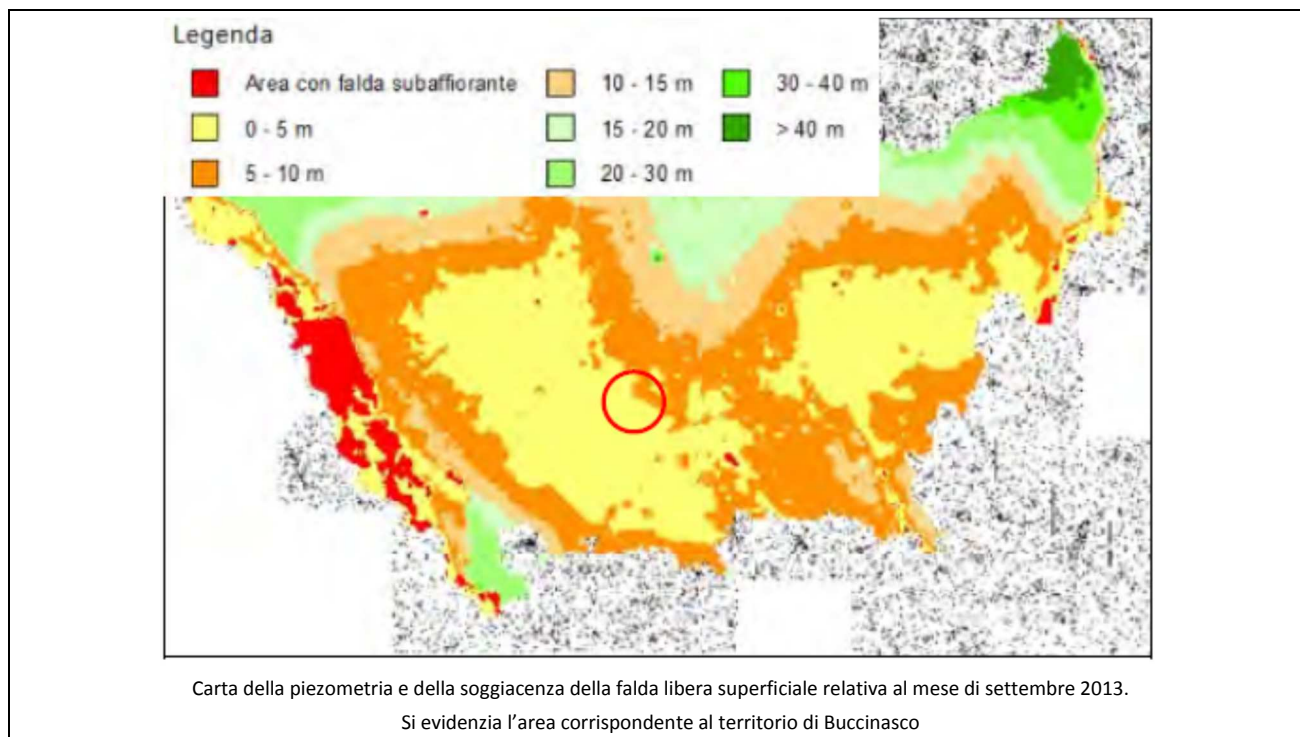 Legenda
Area con falda subaffiorante
0 - 5 m
5 - 10 m
10 - 15 m
15 - 20 m
20 - 30 m
30 - 40 m
> 40 m
Carta della piezometria e della soggiacenza della falda libera superficiale relativa al mese di settembre 2013.
Si evidenzia l'area corrispondente al territorio di Buccinasco